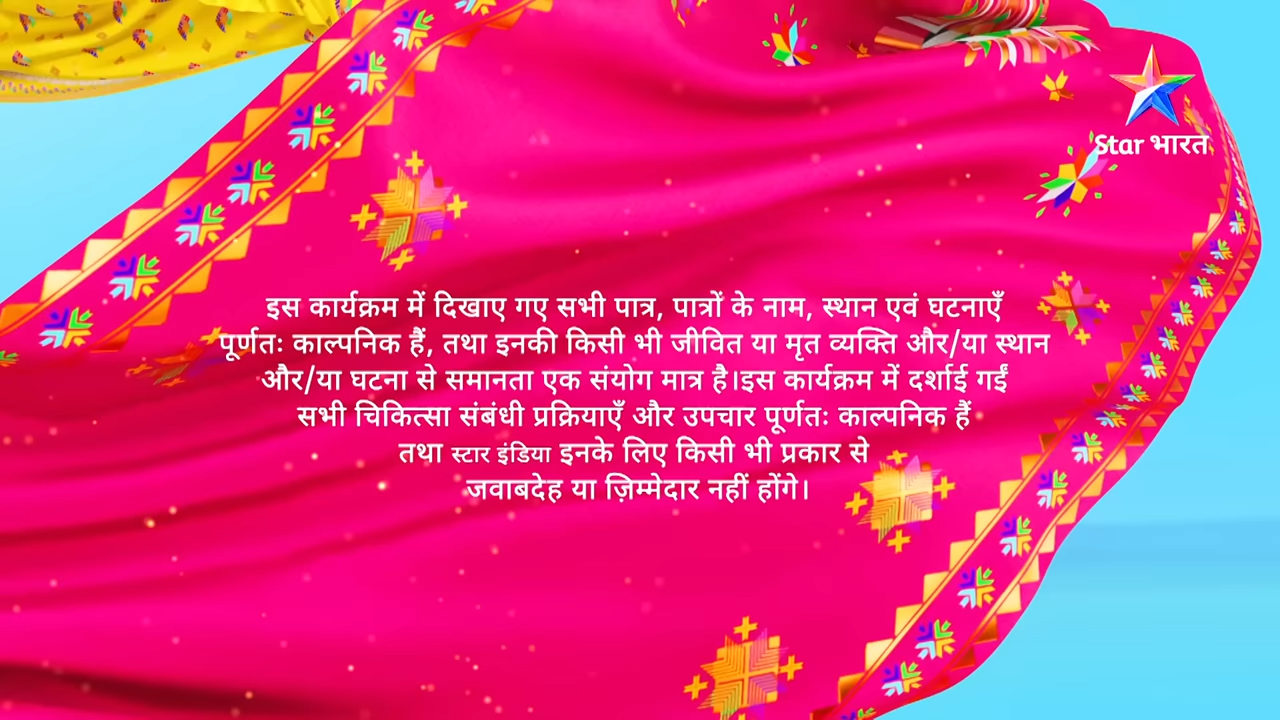 Star भारत
इस कार्यक्रम में दिखाए गए सभी पात्र, पात्रों के नाम, स्थान एवं घटनाएँ
पूर्णतः काल्पनिक हैं, तथा इनकी किसी भी जीवित या मृत व्यक्ति और/या स्थान
और/या घटना से समानता एक संयोग मात्र है।इस कार्यक्रम में दर्शाई गईं
सभी चिकित्सा संबंधी प्रक्रियाएँ और उपचार पूर्णतः काल्पनिक हैं
तथा स्टार इंडिया इनके लिए किसी भी प्रकार से
जवाबदेह या ज़िम्मेदार नहीं होंगे।